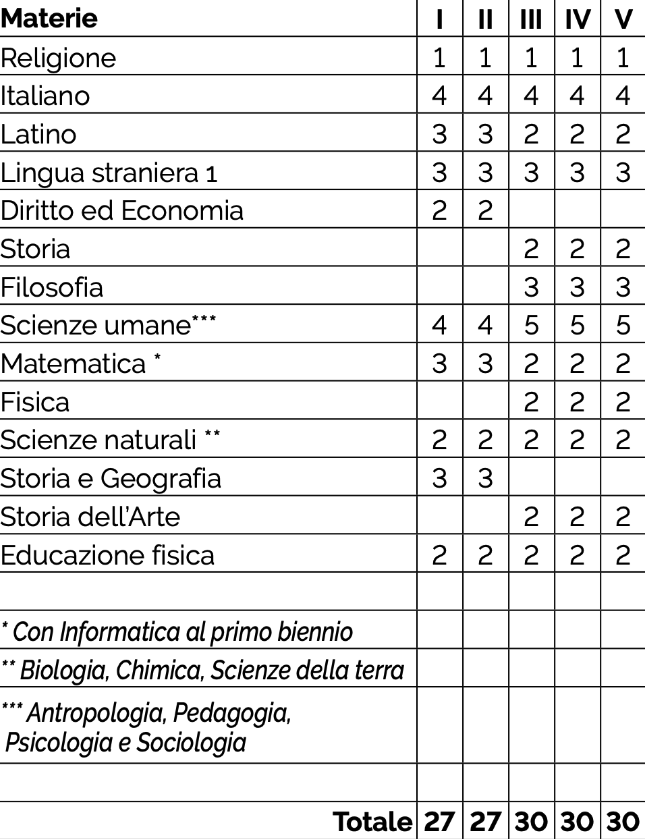 Materie I II III IV V
Religione 1 1 1 1 1
Italiano 4 4 4 4 4
Latino 3 3 2 2 2
Lingua straniera 1 3 3 3 3 3
Diritto ed Economia 2 2
Storia 2 2 2
Filosofia 3 3 3
Scienze umane*** 4 4 5 5 5
Matematica * 3 3 2 2 2
Fisica 2 2 2
Scienze naturali ** 2 2 2 2 2
Storia e Geografia 3 3
Storia dell'Arte 2 2 2
Educazione fisica 2 2 2 2 2
* Con Informatica al primo biennio
** Biologia, Chimica, Scienze della terra
*** Antropologia, Pedagogia,
Psicologia e Sociologia
Totale 27 27 30 30 30